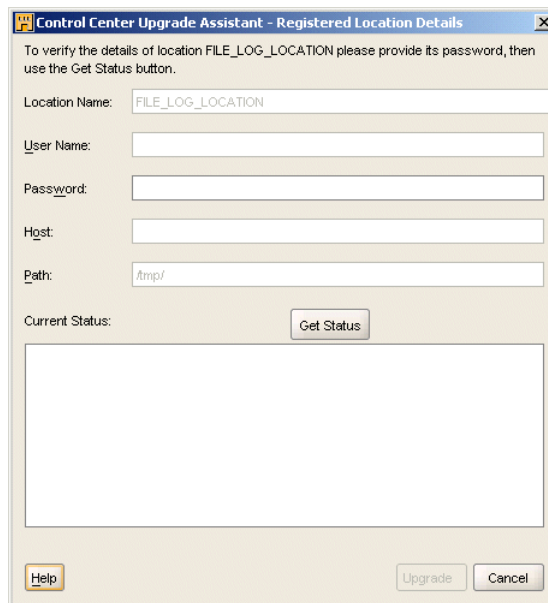 Control Center Upgrade Assistant - Registered Location Details
To verify the details of location FILE_LOG_LOCATION please provide its password, then
use the Get Status button.
Location Name: FILE_LOG_LOCATION
User Name:
Password:
Host:
Path: /tmp/
Current Status: Get Status
Help Upgrade Cancel